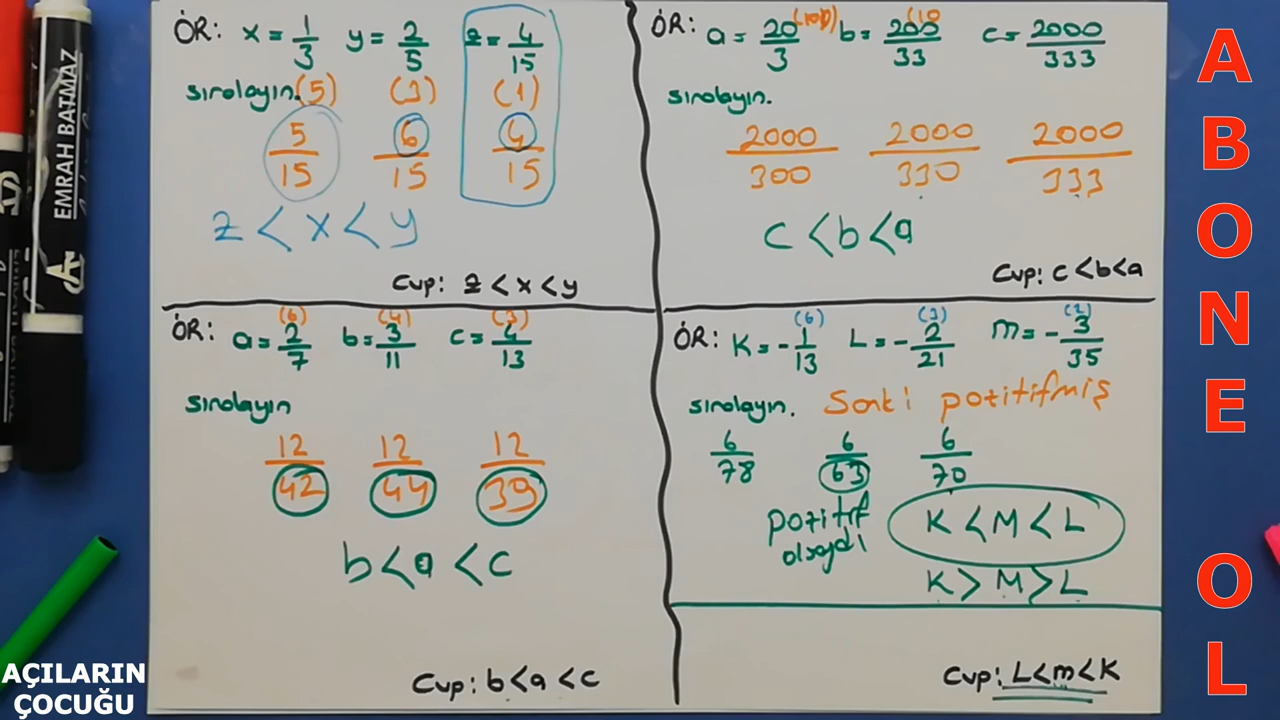 ÖR: x = 1/3 y = 2/5 z = 4/15
sıralayın. (5) (3) (1)
5/15 6/15 4/15
z < x < y
Cvp: z < x < y
ÖR: a = 20/3 (100) b = 200/33 (10 c = 2000/333
sıralayın.
2000/300 2000/330 2000/333
c < b < a
Cvp: c < b < a
(6) (4) (3)
ÖR: a = 2/7 b = 3/11 c = 4/13
sıralayın
12/42 12/44 12/39
b < a < c
Cvp: b < a < c
(6) (3) (2)
ÖR: K = -1/13 L = -2/21 m = -3/35
sıralayın. Sanki pozitifmiş
6/78 6/63 6/70
pozitif
olsaydı
K < M < L
K > M > L
Cvp: L < m < K
EMRAH BATMAZ
A
AÇILARIN
ÇOCUĞU
A
B
O
N
E
O
L